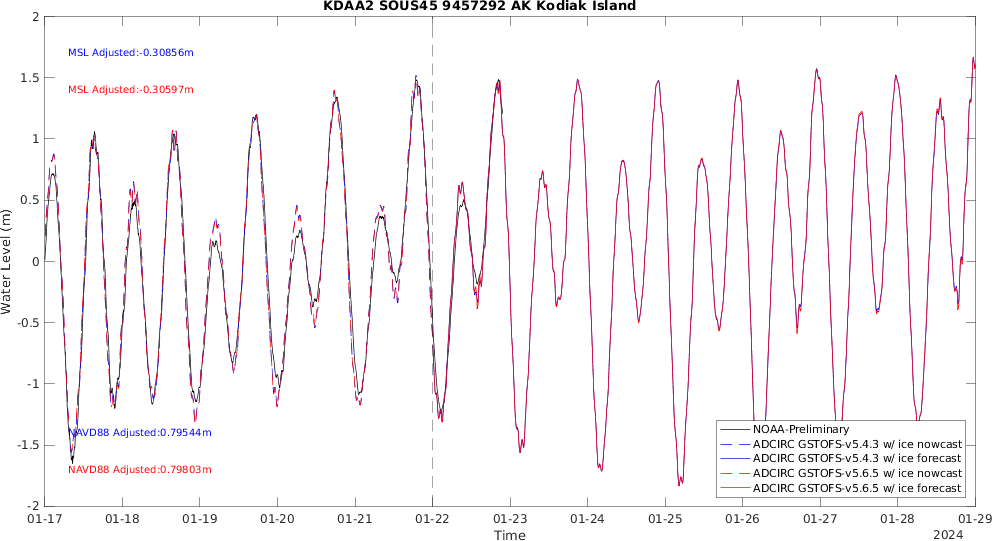 KDAA2 SOUS45 9457292 AK Kodiak Island
MSL Adjusted:-0.30856m
MSL Adjusted:-0.30597m
NAVD88 Adjusted:0.79544m
NAVD88 Adjusted:0.79803m
Water Level (m)
2
1.5
1
0.5
0
-0.5
-1
-1.5
-2
NOAA-Preliminary
ADCIRC GSTOFS-v5.4.3 w/ ice nowcast
ADCIRC GSTOFS-v5.4.3 w/ ice forecast
ADCIRC GSTOFS-v5.6.5 w/ ice nowcast
ADCIRC GSTOFS-v5.6.5 w/ ice forecast
01-17 01-18 01-19 01-20 01-21 01-22 01-23 01-24 01-25 01-26 01-27 01-28 01-29
Time
2024